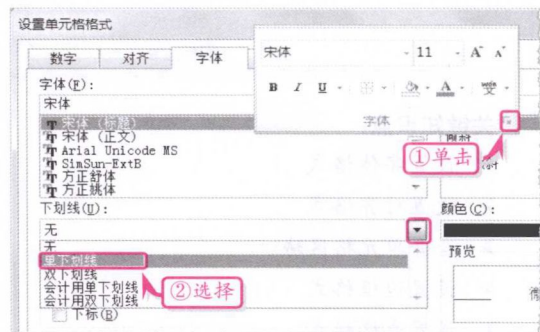 设置单元格格式
数字 对齐 字体
宋体 11 A A
B I U A 雯
字体
字体(F):
宋体
宋体 (标题)
宋体 (正文)
Arial Unicode MS
SimSun-ExtB
方正舒体
方正姚体
①单击
下划线(U):
颜色(C):
无
无
单下划线
双下划线
会计用单下划线
会计用双下划线
②选择
预览
下标(B)